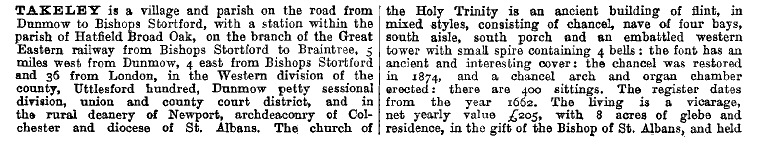 TAKELEY is a village and parish on the road from
Dunmow to Bishops Stortford, with a station within the
parish of Hatfield Broad Oak, on the branch of the Great
Eastern railway from Bishops Stortford to Braintree, 5
miles west from Dunmow, 4 east from Bishops Stortford
and 36 from London, in the Western division of the
county, Uttlesford hundred, Dunmow petty sessional
division, union and county court district, and in
the rural deanery of Newport, archdeaconry of Col-
chester and diocese of St. Albans. The church of
the Holy Trinity is an ancient building of flint, in
mixed styles, consisting of chancel, nave of four bays,
south aisle, south porch and an embattled western
tower with small spire containing 4 bells: the font has an
ancient and interesting cover: the chancel was restored
in 1874, and a chancel arch and organ chamber
erected: there are 400 sittings. The register dates
from the year 1662. The living is a vicarage,
net yearly value £205, with 8 acres of glebe and
residence, in the gift of the Bishop of St. Albans, and held